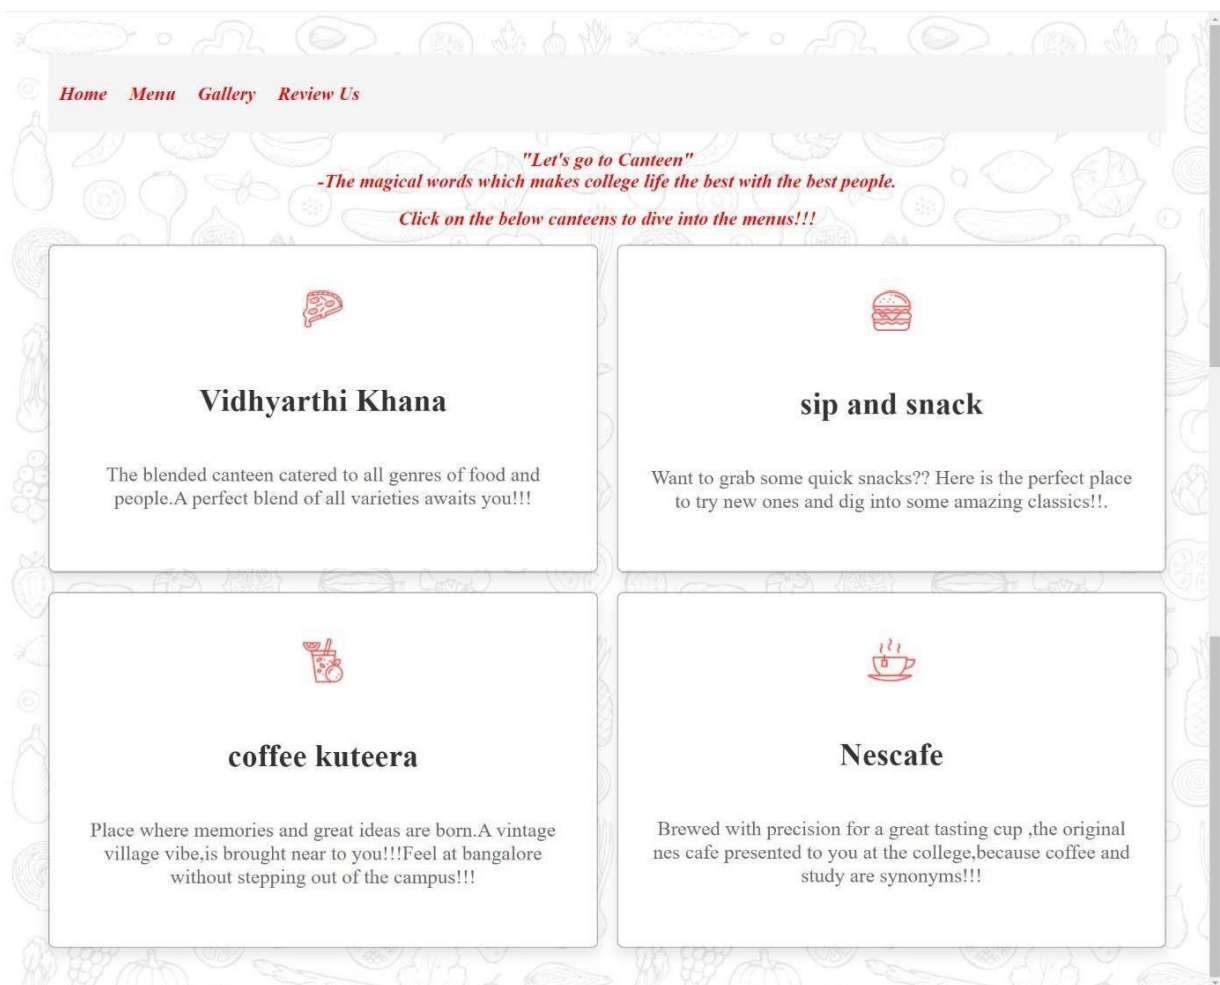 Home Menu Gallery Review Us
"Let's go to Canteen"
-The magical words which makes college life the best with the best people.
Click on the below canteens to dive into the menus!!!
Vidhyarthi Khana
The blended canteen catered to all genres of food and
people.A perfect blend of all varieties awaits you!!!
sip and snack
Want to grab some quick snacks?? Here is the perfect place
to try new ones and dig into some amazing classics!!.
coffee kuteera
Place where memories and great ideas are born.A vintage
village vibe,is brought near to you!!!Feel at bangalore
without stepping out of the campus!!!
Nescafe
Brewed with precision for a great tasting cup ,the original
nes cafe presented to you at the college,because coffee and
study are synonyms!!!